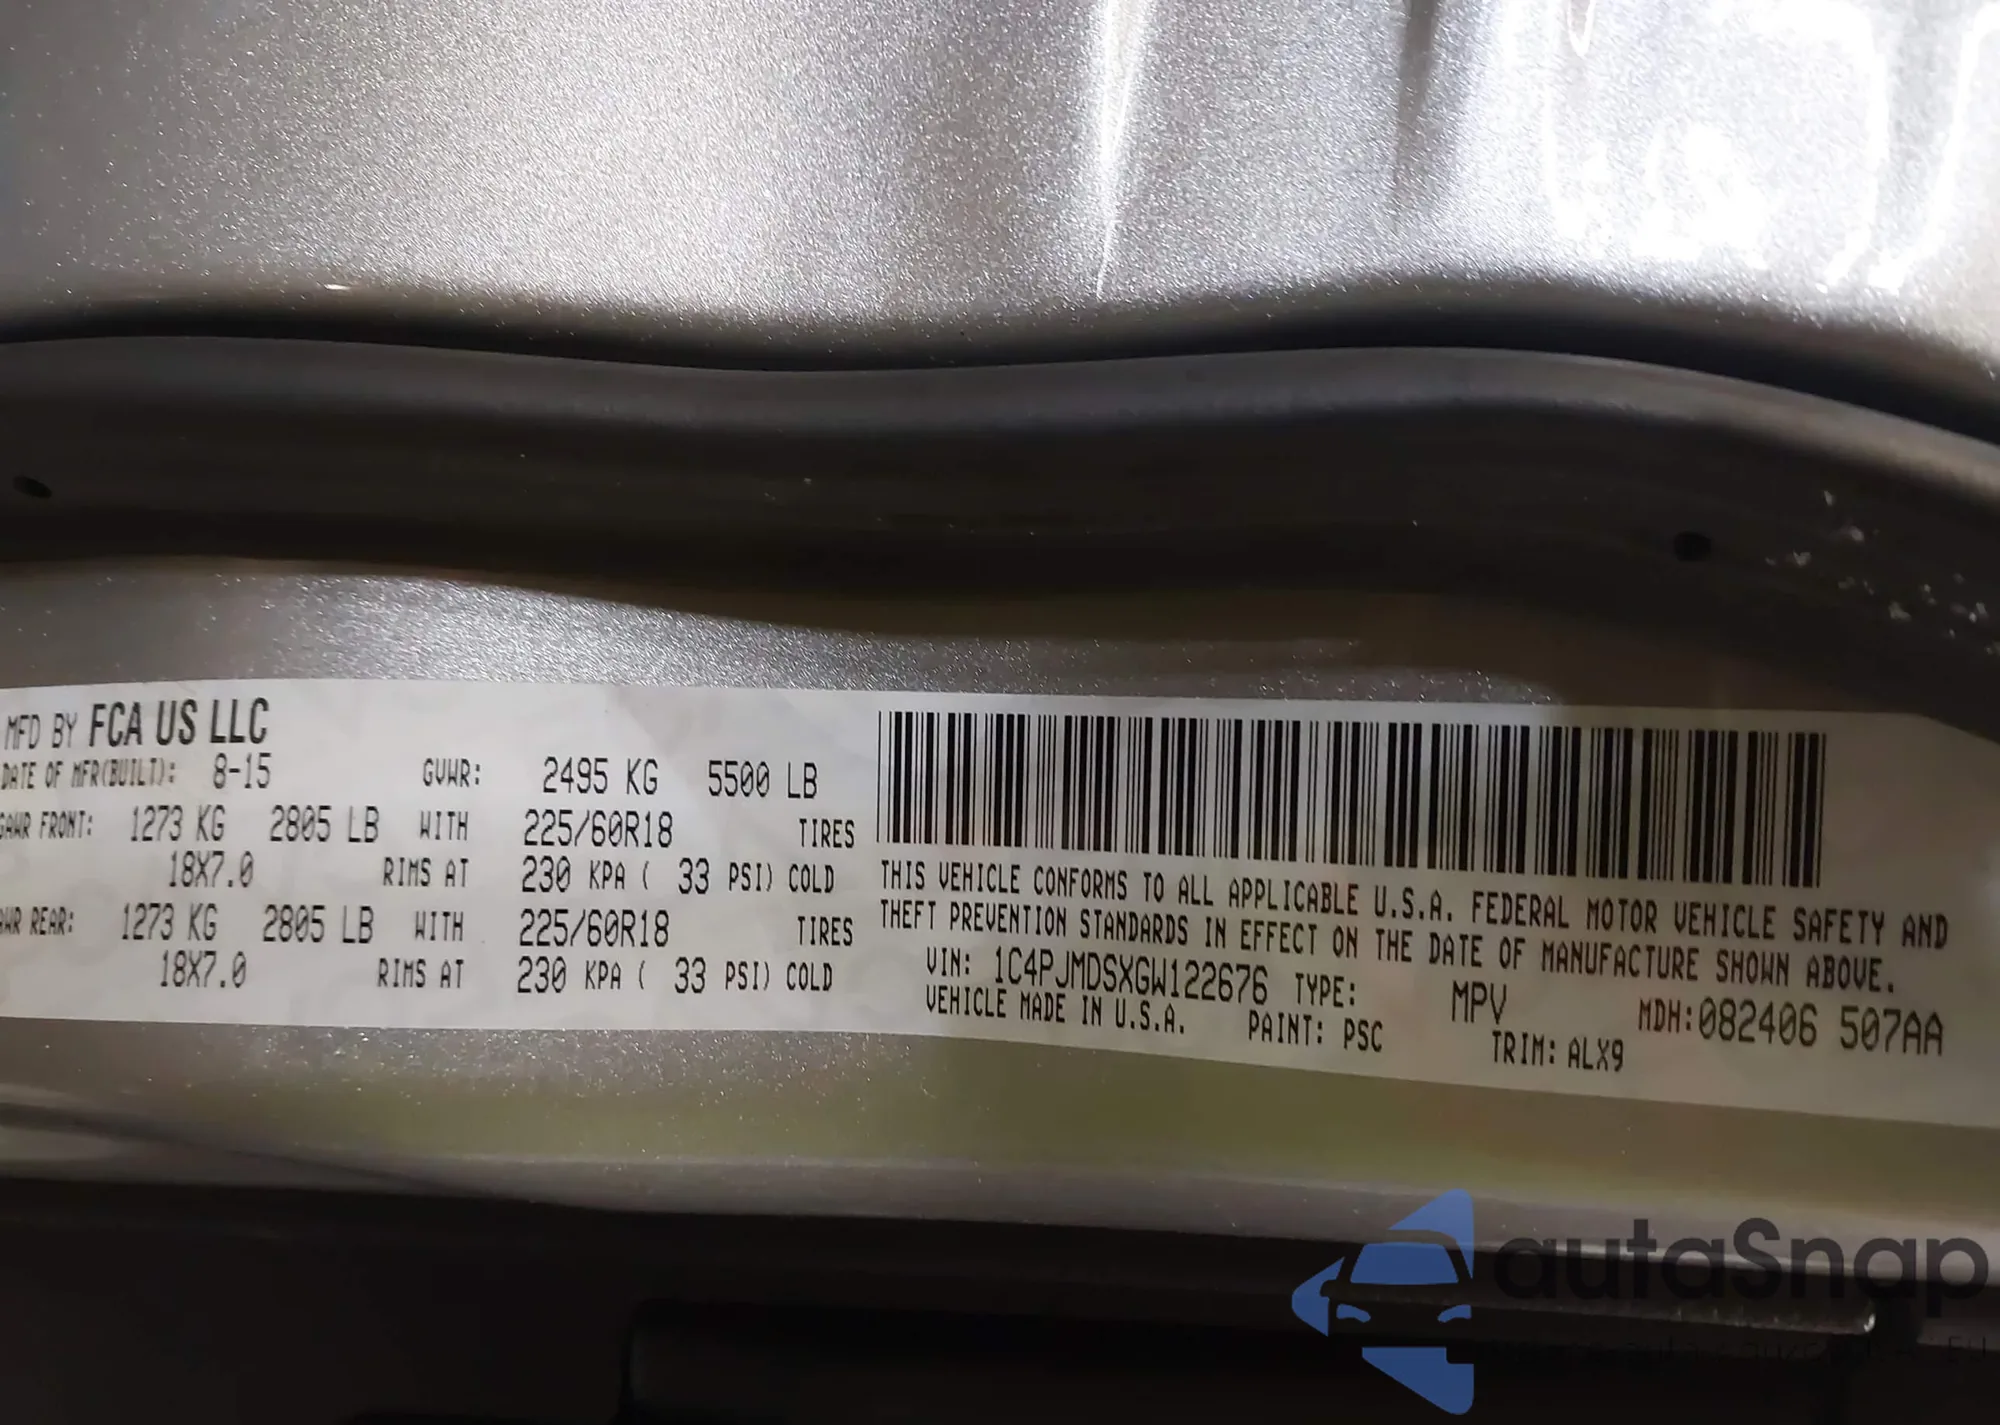 MFD BY FCA US LLC
DATE OF MFR(BUILT): 8-15 GVWR: 2495 KG 5500 LB
GAWR FRONT: 1273 KG 2805 LB WITH 225/60R18 TIRES
18X7.0 RIMS AT 230 KPA ( 33 PSI) COLD
WR REAR: 1273 KG 2805 LB WITH 225/60R18 TIRES
18X7.0 RIMS AT 230 KPA ( 33 PSI) COLD
THIS VEHICLE CONFORMS TO ALL APPLICABLE U.S.A. FEDERAL MOTOR VEHICLE SAFETY AND
THEFT PREVENTION STANDARDS IN EFFECT ON THE DATE OF MANUFACTURE SHOWN ABOVE.
VIN: 1C4PJMDSXGW122676 TYPE: MPV MDH:082406 507AA
VEHICLE MADE IN U.S.A. PAINT: PSC TRIM: ALX9
autaSnap